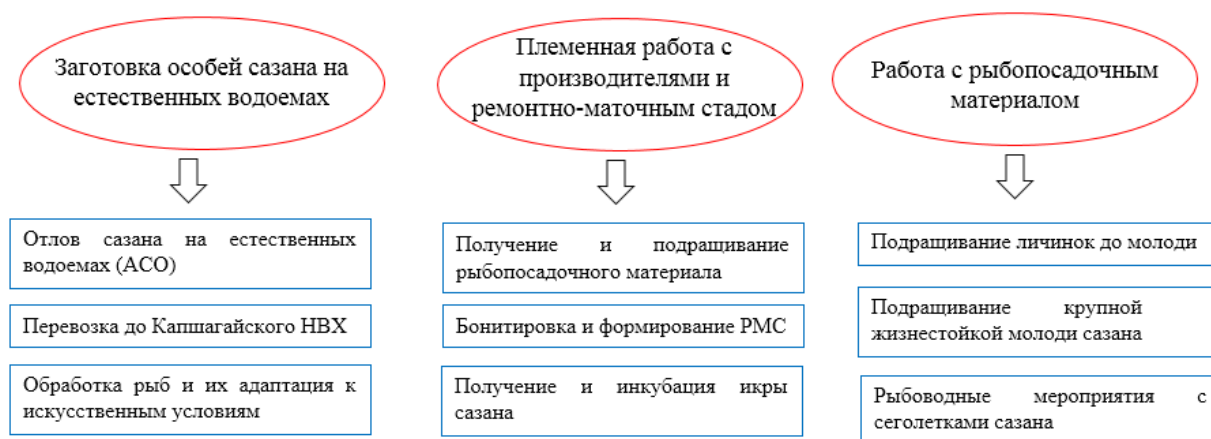 Заготовка особей сазана на
естественных водоемах
Отлов сазана на естественных
водоемах (АСО)
Перевозка до Капшагайского НВХ
Обработка рыб и их адаптация к
искусственным условиям
Племенная работа с
производителями и
ремонтно-маточным стадом
Получение и подращивание
рыбопосадочного материала
Бонитировка и формирование РМС
Получение и инкубация икры
сазана
Работа с рыбопосадочным
материалом
Подращивание личинок до молоди
Подращивание крупной
жизнестойкой молоди сазана
Рыбоводные мероприятия с
сеголетками сазана